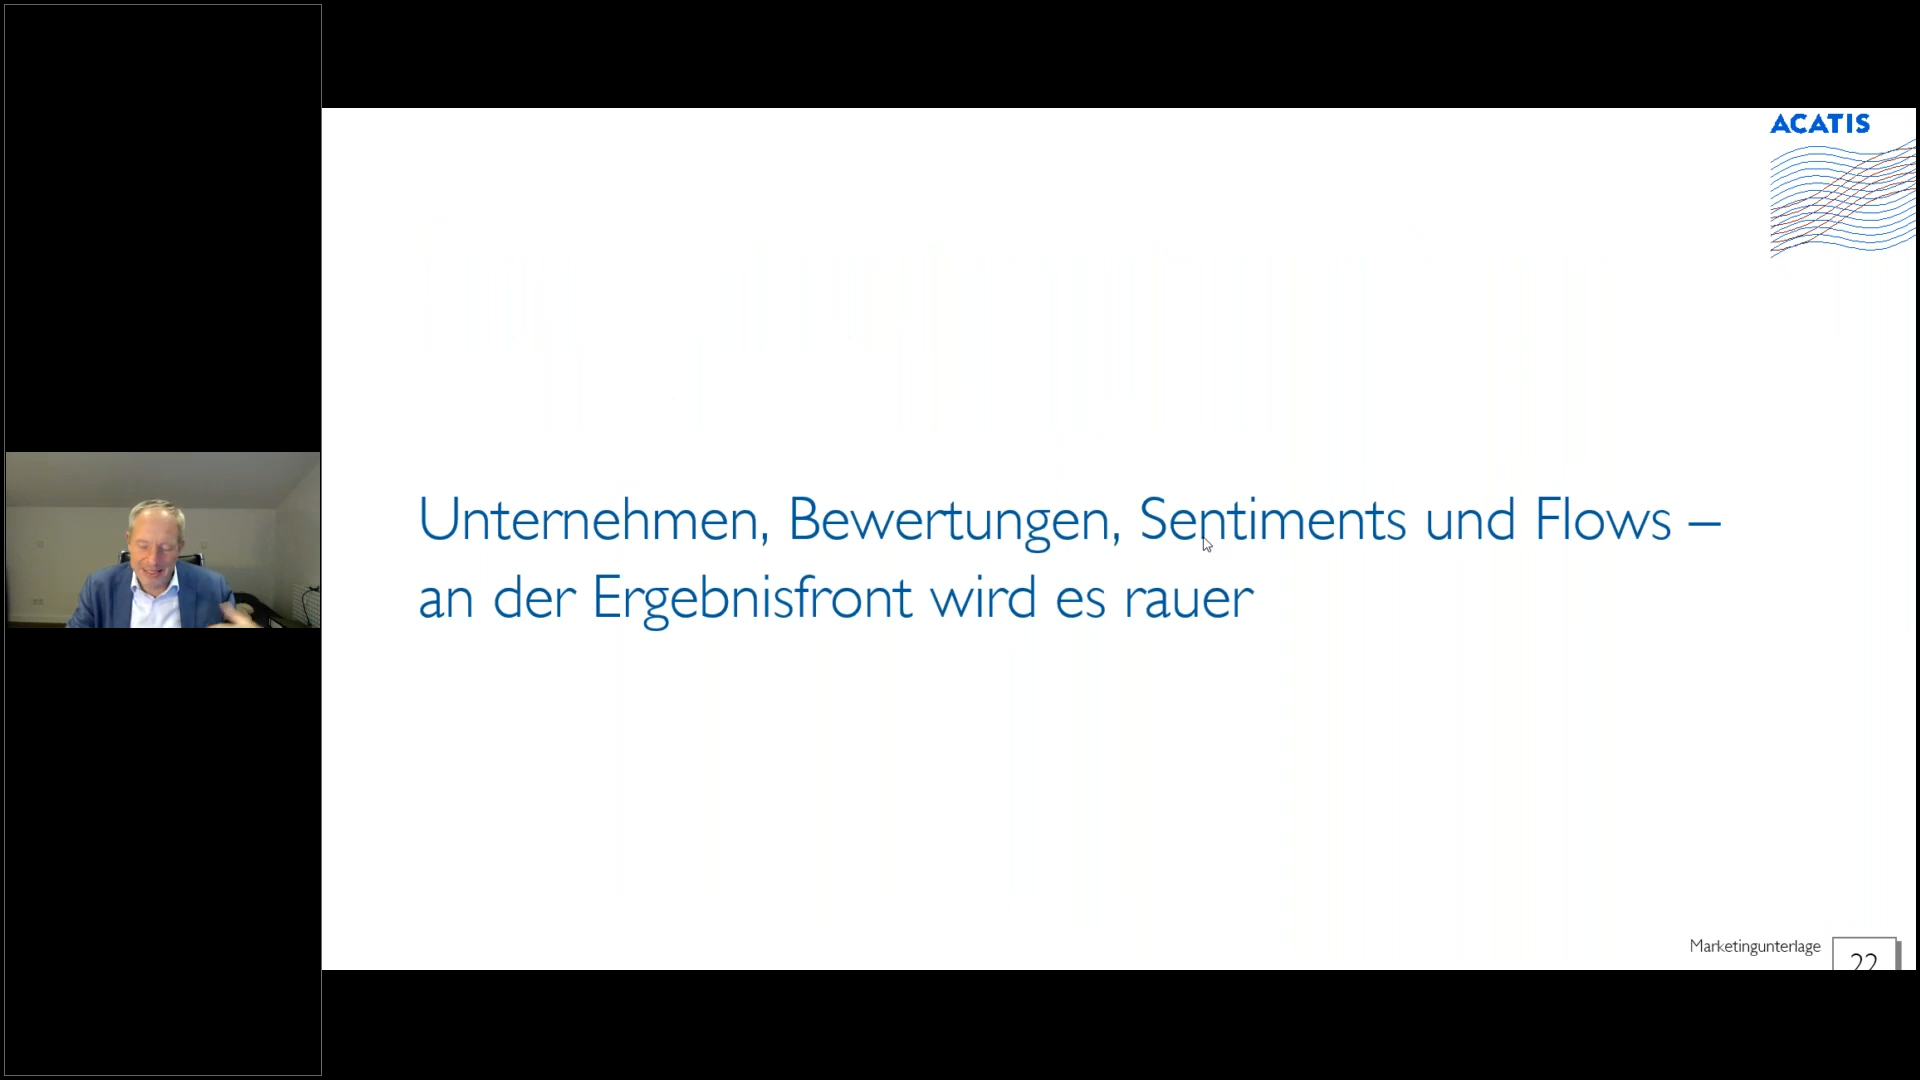 ACATIS
Unternehmen, Bewertungen, Sentiments und Flows –
an der Ergebnisfront wird es rauer
Marketingunterlage
22